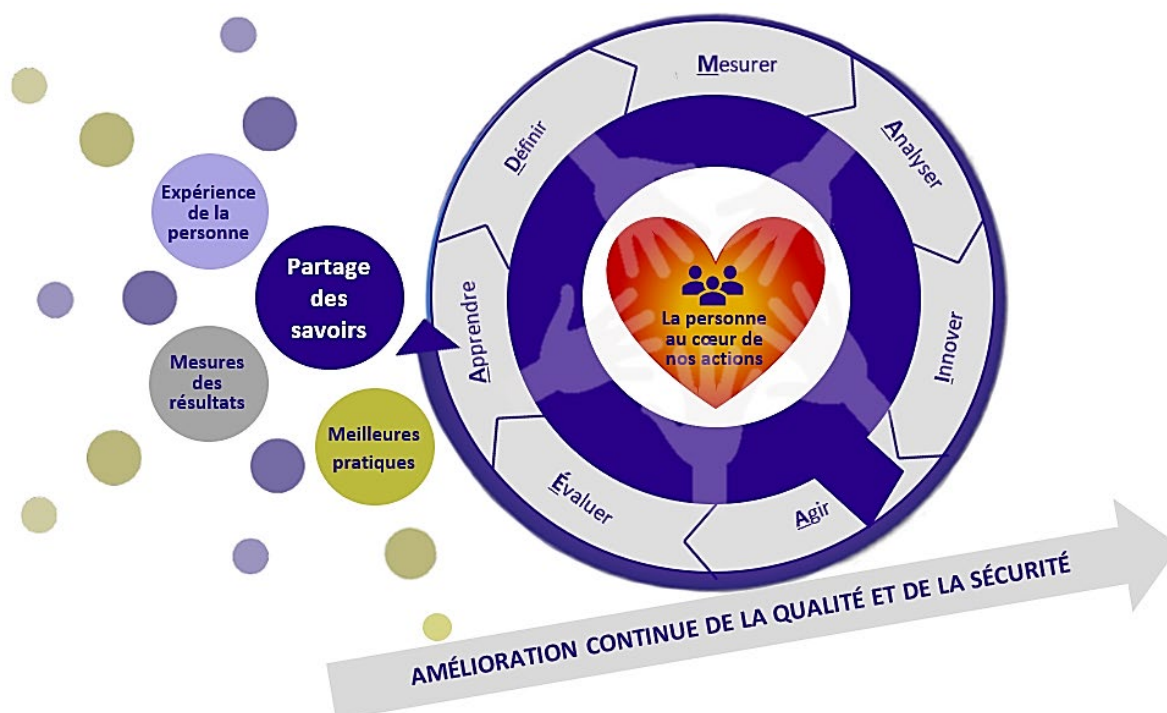 Expérience
de la
personne
Partage
des
savoirs
Mesures
des
résultats
Meilleures
pratiques
Définir
Mesurer
Analyser
Innover
Agir
Évaluer
Apprendre
La personne
au cœur de
nos actions
AMÉLIORATION CONTINUE DE LA QUALITÉ ET DE LA SÉCURITÉ